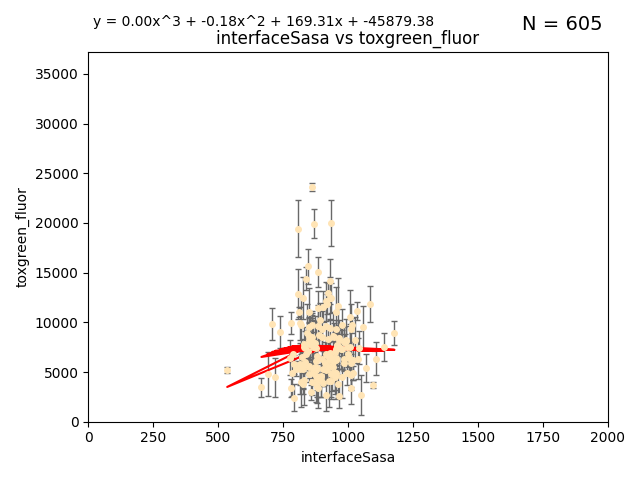 y = 0.00x^3 + -0.18x^2 + 169.31x + -45879.38
N = 605
interfaceSasa vs toxgreen_fluor
35000
30000
25000
20000
15000
10000
5000
0
toxgreen_fluor
0 250 500 750 1000 1250 1500 1750 2000
interfaceSasa